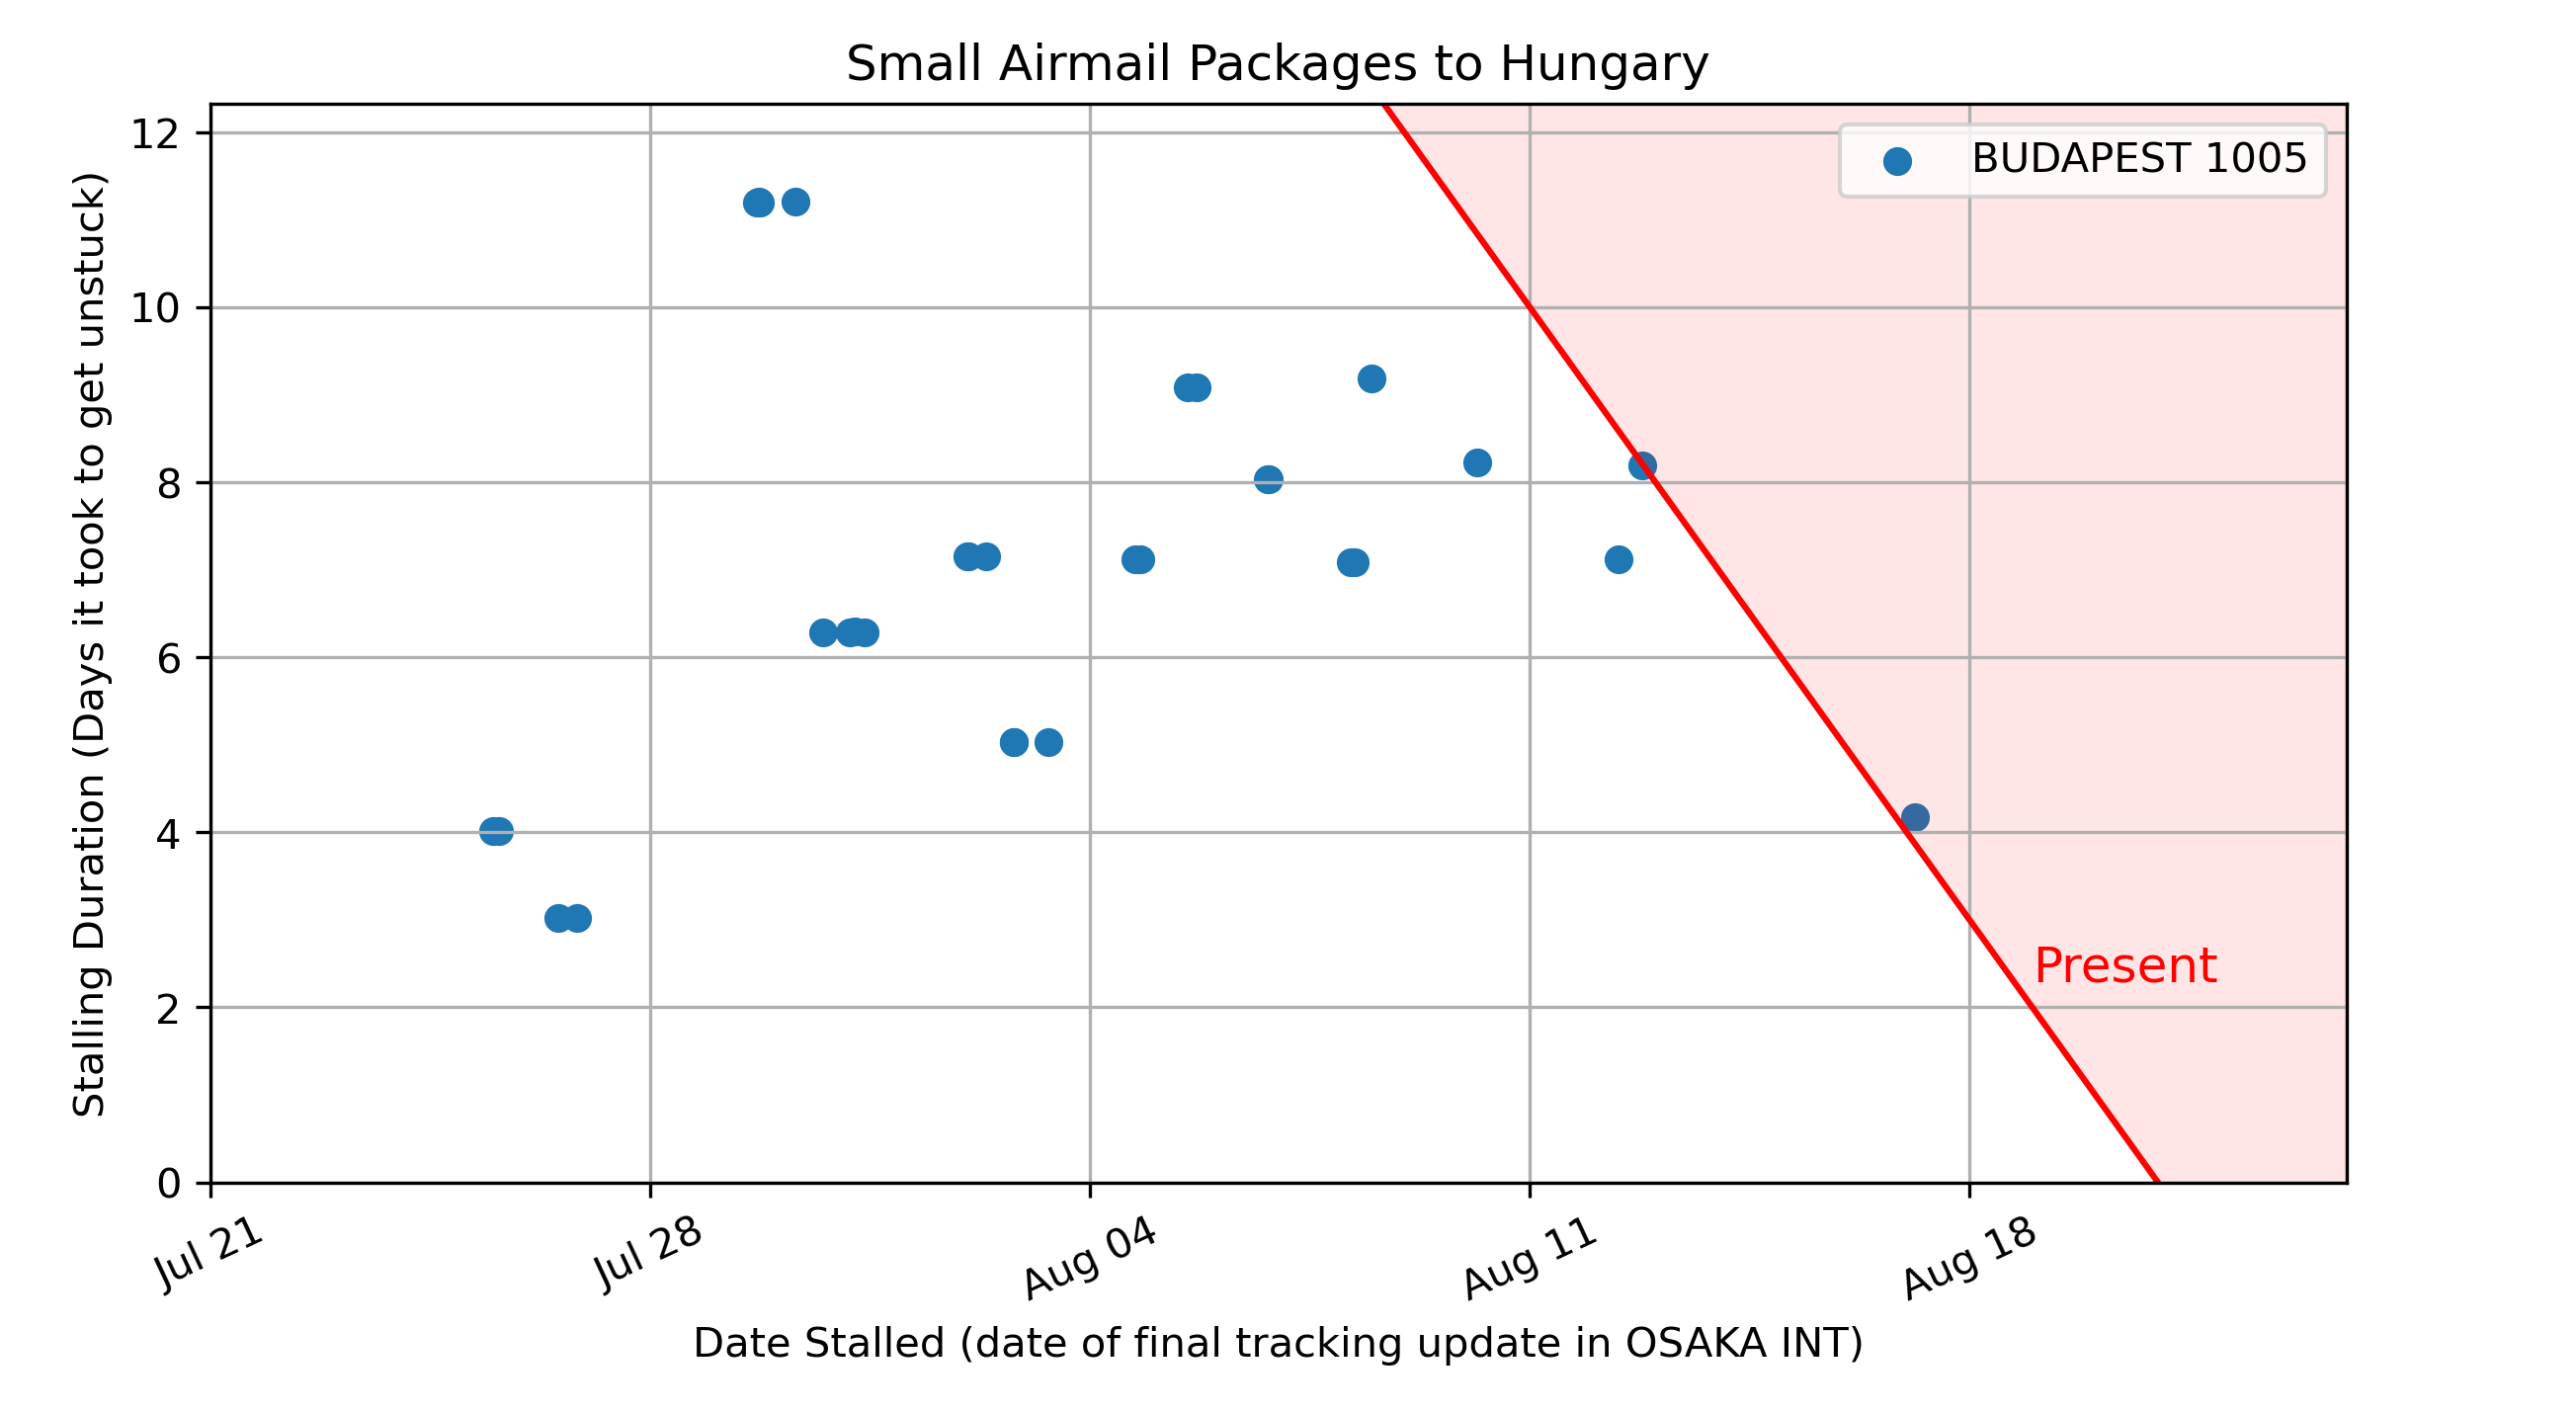 Small Airmail Packages to Hungary
BUDAPEST 1005
Stalling Duration (Days it took to get unstuck)
12
10
8
6
4
2
0
Present
Jul 21
Jul 28
Aug 04
Aug 11
Aug 18
Date Stalled (date of final tracking update in OSAKA INT)